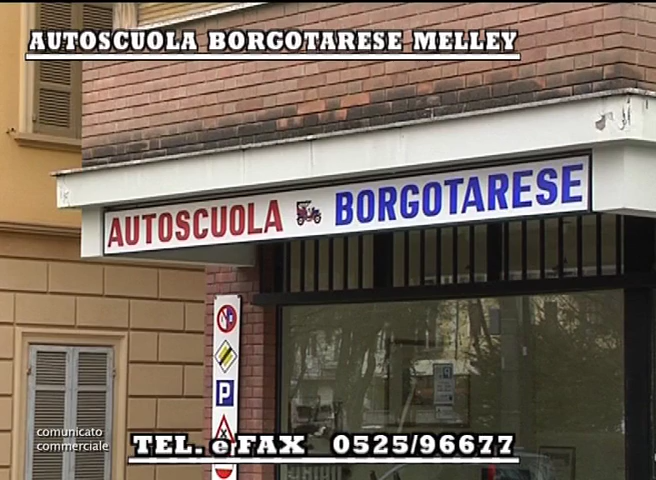 AUTOSCUOLA BORGOTARESE MELLEY
AUTOSCUOLA BORGOTARESE
P
comunicato
commerciale
TEL. e FAX 0525/96677